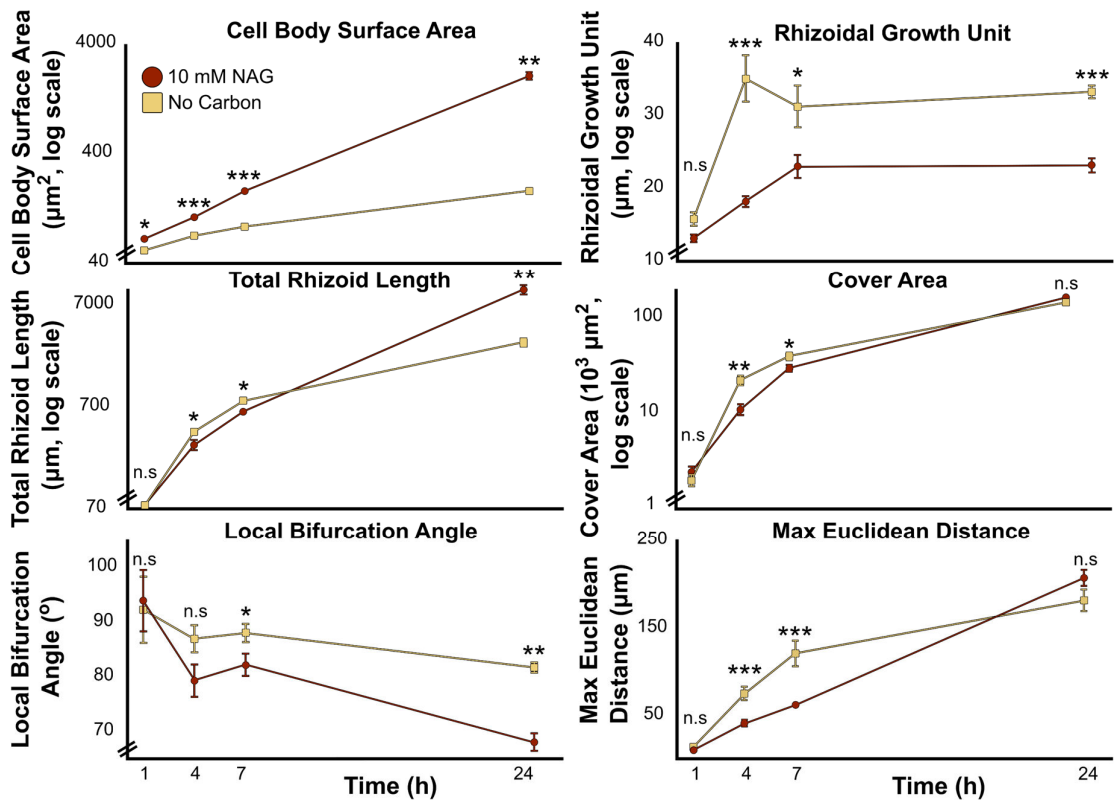 Cell Body Surface Area
Cell Body Surface Area
(µm², log scale)
4000
400
40
10 mM NAG
No Carbon
*
***
***
**
Rhizoidal Growth Unit
Rhizoidal Growth Unit
(µm, log scale)
40
30
20
10
n.s
***
*
***
Total Rhizoid Length
Total Rhizoid Length
(µm, log scale)
7000
700
70
n.s
*
*
**
Cover Area
Cover Area (10³ µm²,
log scale)
100
10
1
n.s
**
*
n.s
Local Bifurcation Angle
Local Bifurcation
Angle (º)
100
90
80
70
n.s
n.s
*
**
1
4
7
24
Time (h)
Max Euclidean Distance
Max Euclidean
Distance (µm)
250
150
50
n.s
***
***
n.s
1
4
7
24
Time (h)